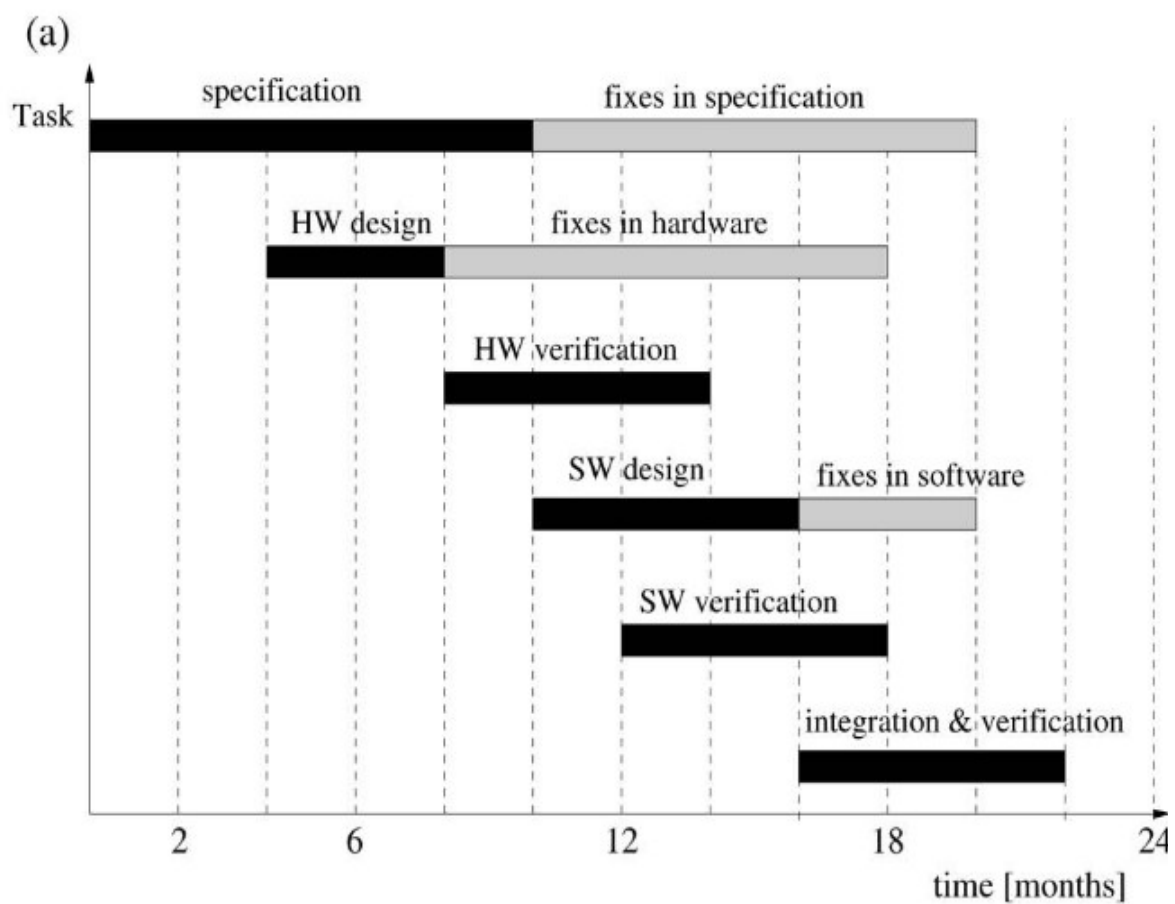 (a)
specification
fixes in specification
Task
HW design
fixes in hardware
HW verification
SW design
fixes in software
SW verification
integration & verification
2 6 12 18 24
time [months]